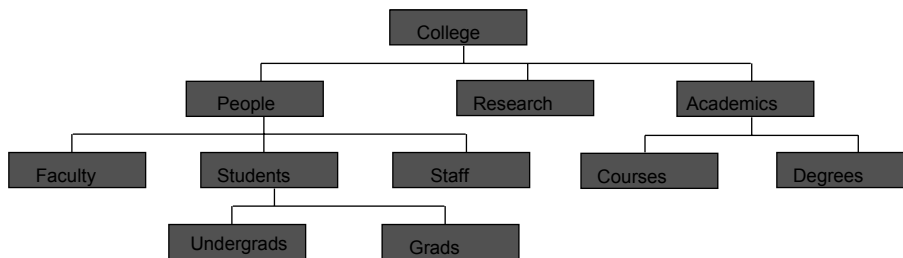 College
People
Research
Academics
Faculty
Students
Staff
Courses
Degrees
Undergrads
Grads